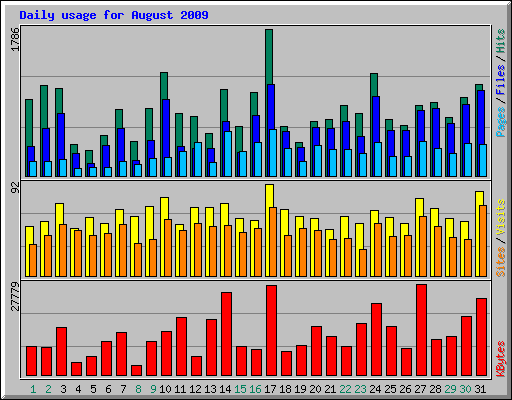 Daily usage for August 2009
1786
Pages / Files / Hits
92
Sites / Visits
27779
KBytes
1 2 3 4 5 6 7 8 9 10 11 12 13 14 15 16 17 18 19 20 21 22 23 24 25 26 27 28 29 30 31